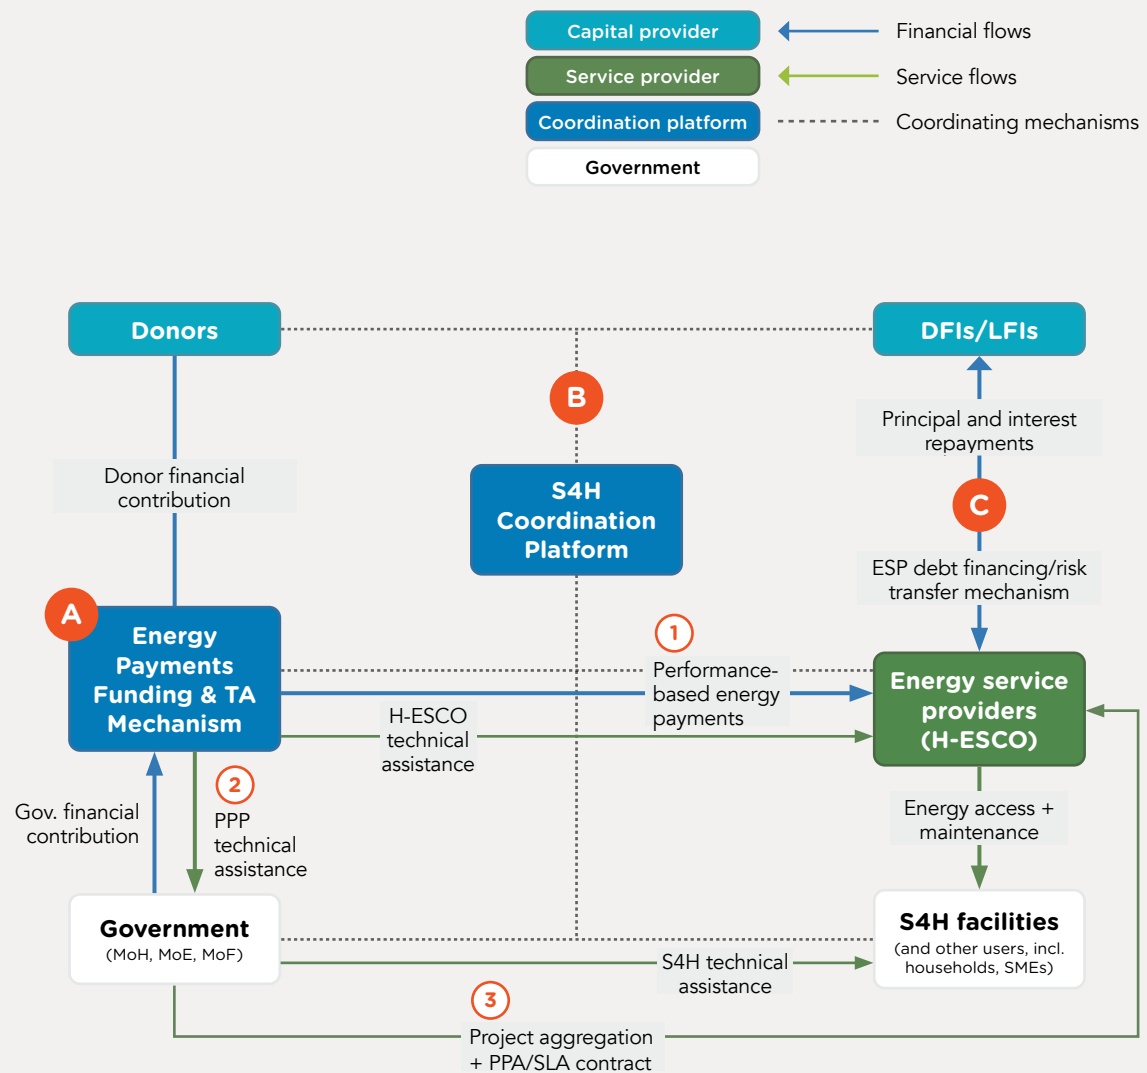 Capital provider
Financial flows
Service provider
Service flows
Coordination platform
Coordinating mechanisms
Government
Donors
DFIs/LFIs
B
Principal and interest
repayments
Donor financial
contribution
S4H
Coordination
Platform
C
ESP debt financing/risk
transfer mechanism
A
Energy
Payments
Funding & TA
Mechanism
1
Performance-
based energy
payments
Energy service
providers
(H-ESCO)
H-ESCO
technical
assistance
2
Gov. financial
contribution
PPP
technical
assistance
Energy access +
maintenance
Government
(MoH, MoE, MoF)
S4H facilities
(and other users, incl.
households, SMEs)
S4H technical
assistance
3
Project aggregation
+ PPA/SLA contract